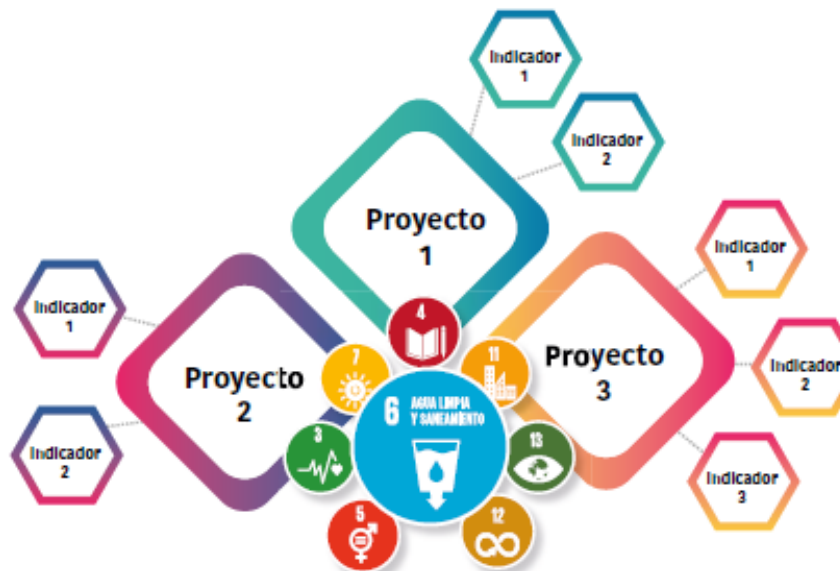 Indicador
1
Indicador
2
Proyecto
1
Indicador
1
Indicador
1
Indicador
2
Indicador
3
Proyecto
3
Proyecto
2
Indicador
2
4
7
11
6 AGUA LIMPIA
Y SANEAMIENTO
3
13
5
12